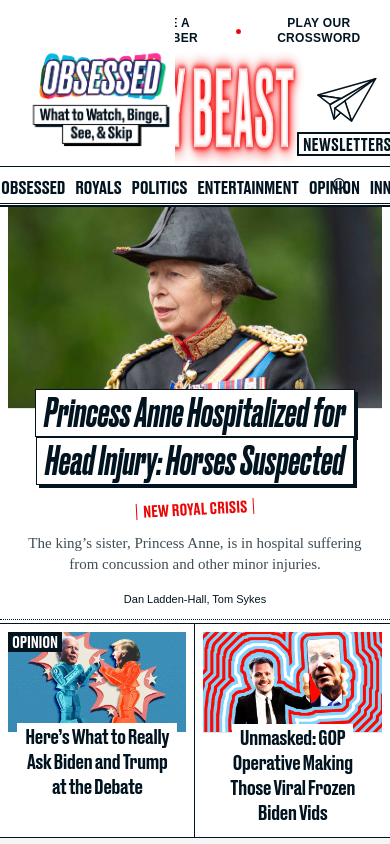 E A
BER
PLAY OUR
CROSSWORD
OBSESSED
What to Watch, Binge,
See, & Skip
Y BEAST
NEWSLETTERS
OBSESSED ROYALS POLITICS ENTERTAINMENT OPINION INN
Princess Anne Hospitalized for
Head Injury: Horses Suspected
NEW ROYAL CRISIS
The king’s sister, Princess Anne, is in hospital suffering
from concussion and other minor injuries.
Dan Ladden-Hall, Tom Sykes
OPINION
Here’s What to Really
Ask Biden and Trump
at the Debate
Unmasked: GOP
Operative Making
Those Viral Frozen
Biden Vids